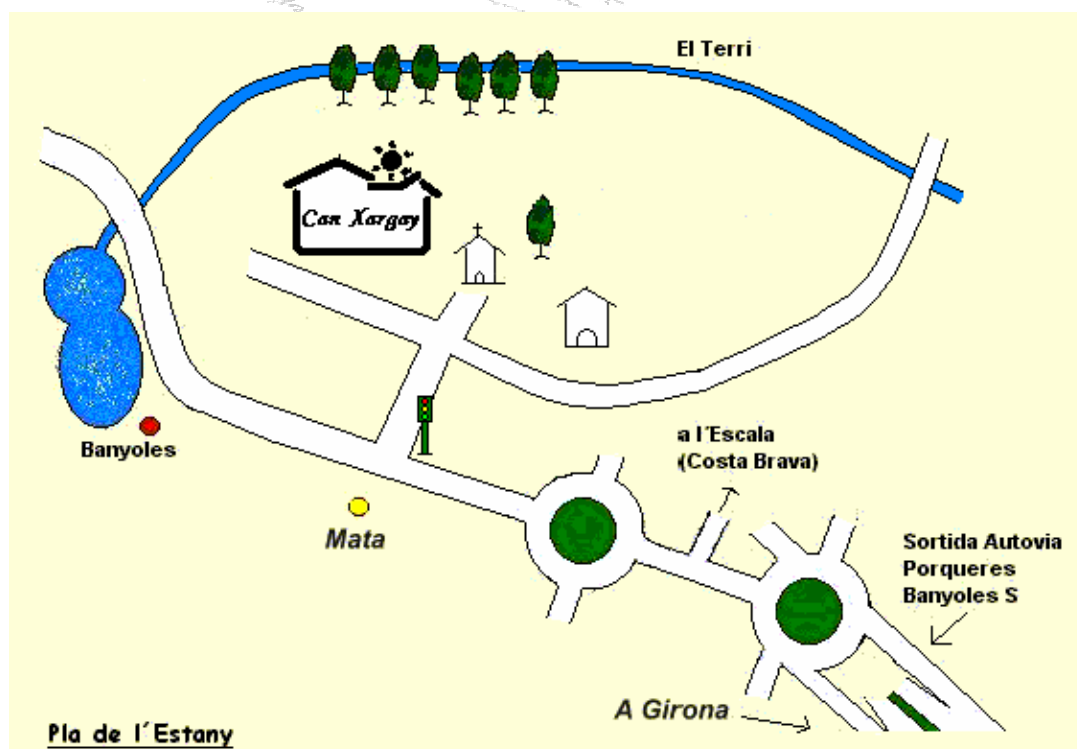 El Terri
Can Xargay
Banyoles
a l´Escala
(Costa Brava)
Mata
Sortida Autovia
Porqueres
Banyoles S
A Girona
Pla de l´Estany